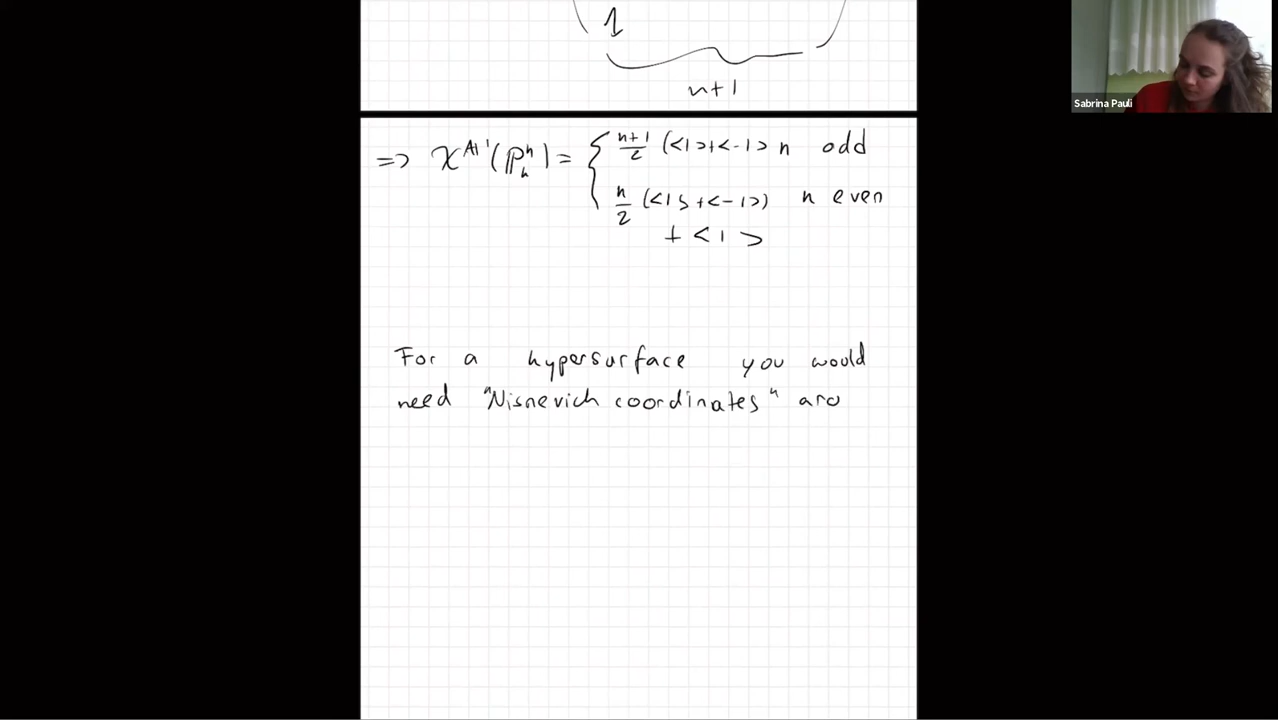 1
n+1
Sabrina Pauli
=> χ^A1 (P^n_k) = { n+1/2 (<1>+<-1> n odd
n/2 (<1>+<-1>) n even
+ <1>
For a hypersurface you would
need "Nisnevich coordinates" aro